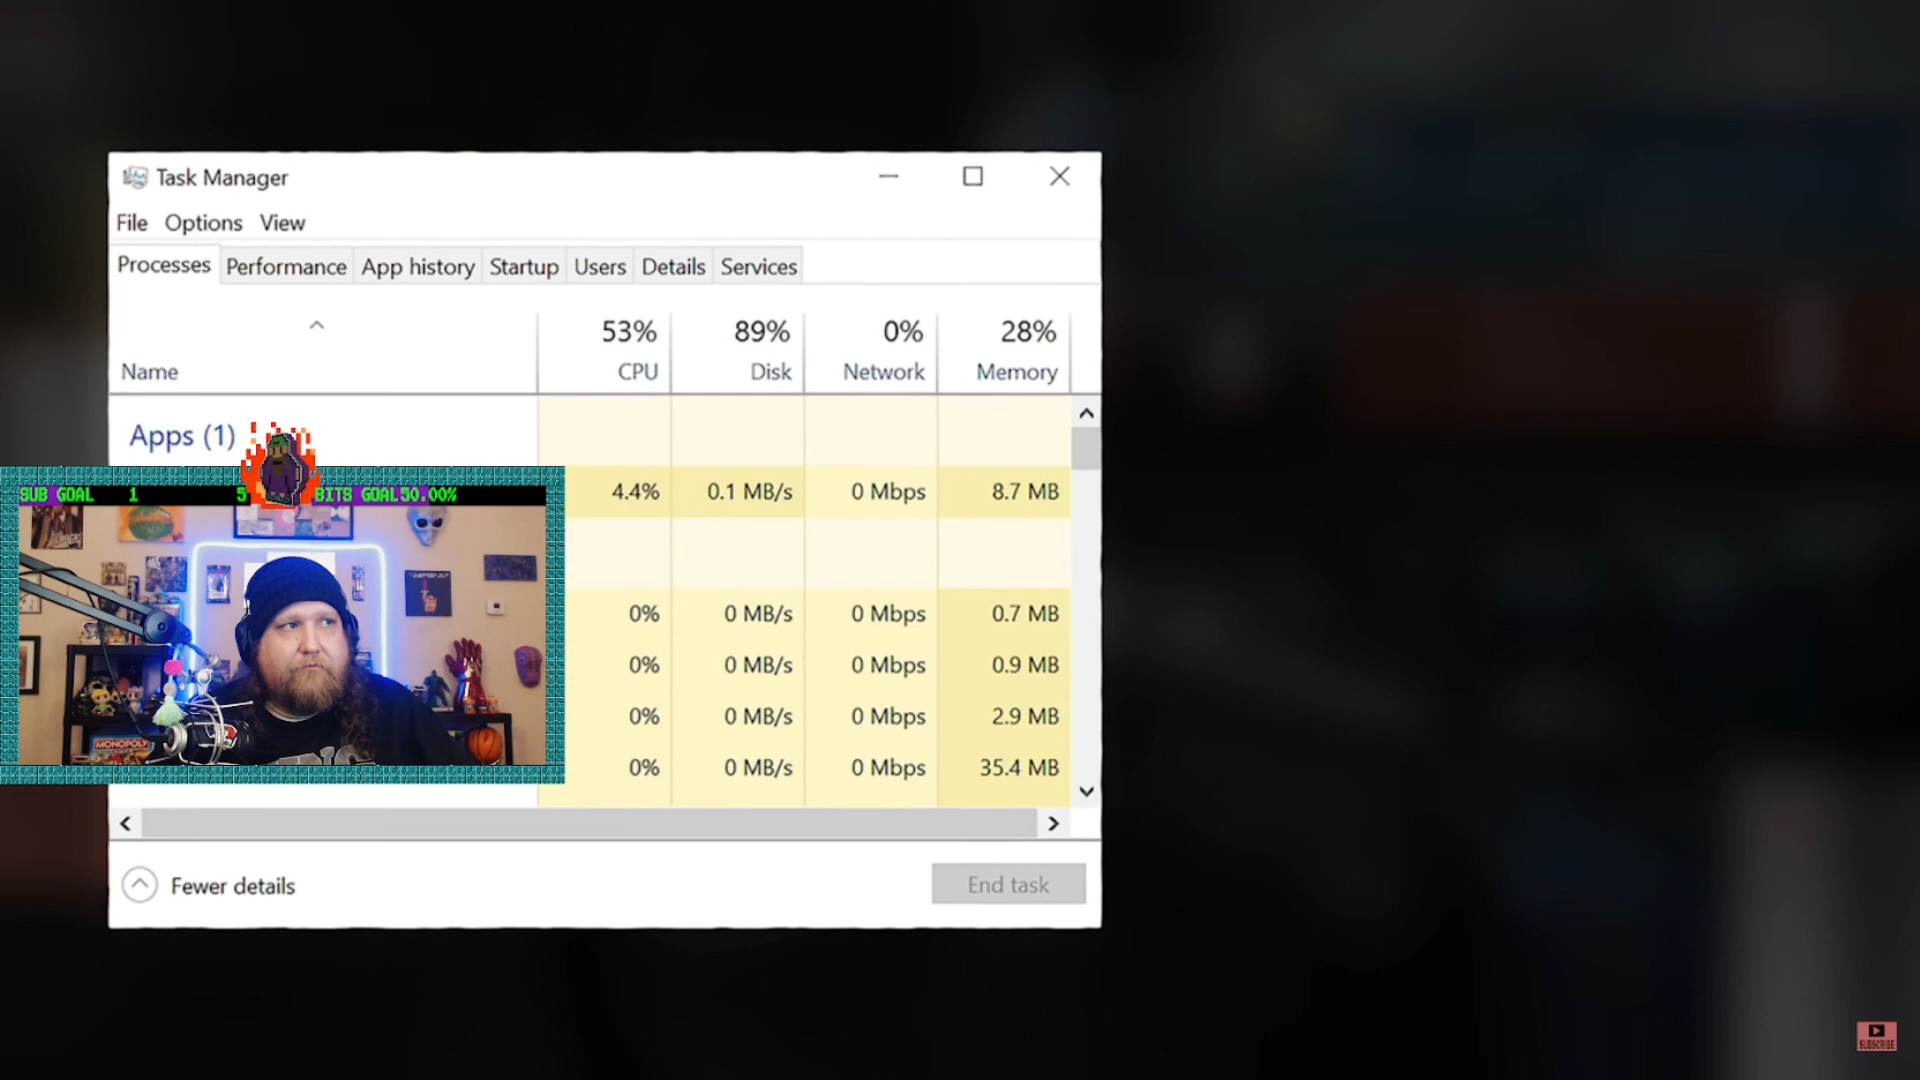 Task Manager
File Options View
Processes Performance App history Startup Users Details Services
53% 89% 0% 28%
Name CPU Disk Network Memory
Apps (1)
4.4% 0.1 MB/s 0 Mbps 8.7 MB
SUB GOAL 1 5 BITS GOAL 50.00%
0% 0 MB/s 0 Mbps 0.7 MB
0% 0 MB/s 0 Mbps 0.9 MB
0% 0 MB/s 0 Mbps 2.9 MB
MONOPOLY
0% 0 MB/s 0 Mbps 35.4 MB
Fewer details End task
SUBSCRIBE